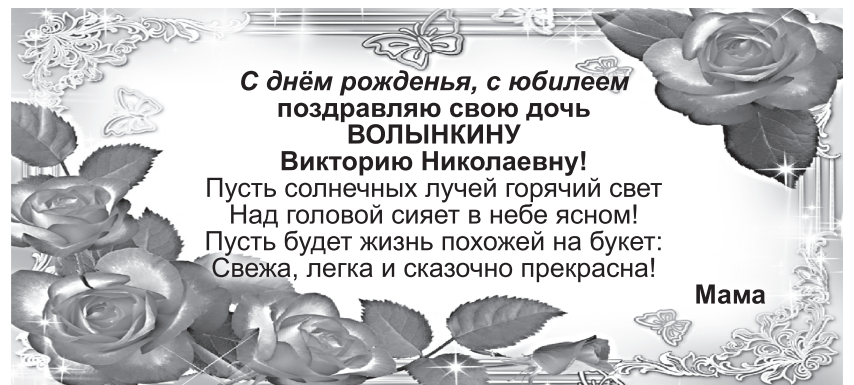 С днём рожденья, с юбилеем
поздравляю свою дочь
ВОЛЫНКИНУ
Викторию Николаевну!
Пусть солнечных лучей горячий свет
Над головой сияет в небе ясном!
Пусть будет жизнь похожей на букет:
Свежа, легка и сказочно прекрасна!
Мама